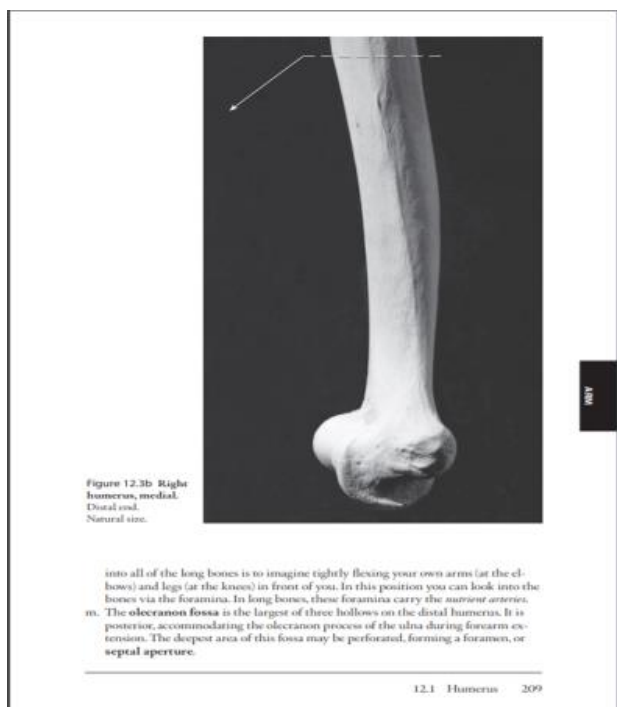 ARM
Figure 12.3b Right
humerus, medial.
Distal end.
Natural size.
into all of the long bones is to imagine tightly flexing your own arms (at the el-
bows) and legs (at the knees) in front of you. In this position you can look into the
bones via the foramina. In long bones, these foramina carry the nutrient arteries.
m. The olecranon fossa is the largest of three hollows on the distal humerus. It is
posterior, accommodating the olecranon process of the ulna during forearm ex-
tension. The deepest area of this fossa may be perforated, forming a foramen, or
septal aperture.
12.1 Humerus 209